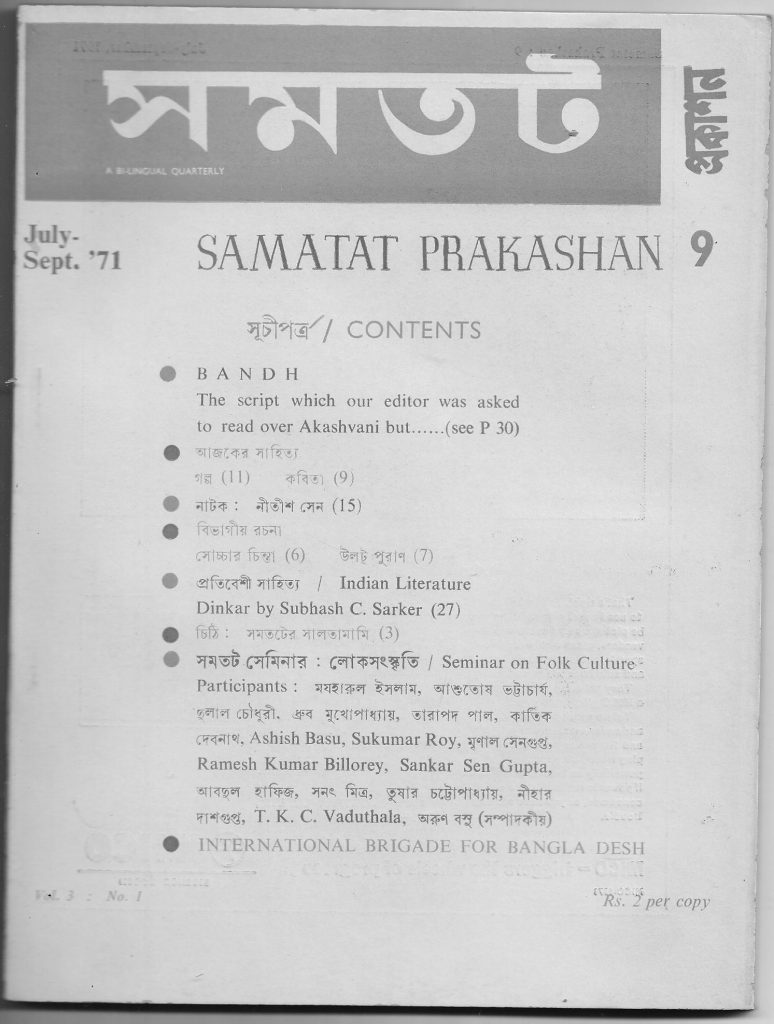 সমতট
প্রকাশন
A BI-LINGUAL QUARTERLY
July-
Sept. ’71
SAMATAT PRAKASHAN 9
সূচীপত্র / CONTENTS
BANDH
The script which our editor was asked
to read over Akashvani but......(see P 30)
আজকের সাহিত্য
গল্প (11) কবিতা (9)
নাটক : নীতীশ সেন (15)
বিভাগীয় রচনা
সোচ্চার চিন্তা (6) উলট্ পুরাণ (7)
প্রতিবেশী সাহিত্য / Indian Literature
Dinkar by Subhash C. Sarker (27)
চিঠি : সমতটের সালতামামি (3)
সমতট সেমিনার : লোকসংস্কৃতি / Seminar on Folk Culture
Participants : মযহারুল ইসলাম, আশুতোষ ভট্টাচার্য,
দুলাল চৌধুরী, ধ্রুব মুখোপাধ্যায়, তারাপদ পাল, কার্তিক
দেবনাথ, Ashish Basu, Sukumar Roy, মৃণাল সেনগুপ্ত,
Ramesh Kumar Billorey, Sankar Sen Gupta,
আবদুল হাফিজ, সনৎ মিত্র, তুষার চট্টোপাধ্যায়, নীহার
দাশগুপ্ত, T. K. C. Vaduthala, অরুণ বসু (সম্পাদকীয়)
INTERNATIONAL BRIGADE FOR BANGLA DESH
Vol. 3 : No. 1
Rs. 2 per copy